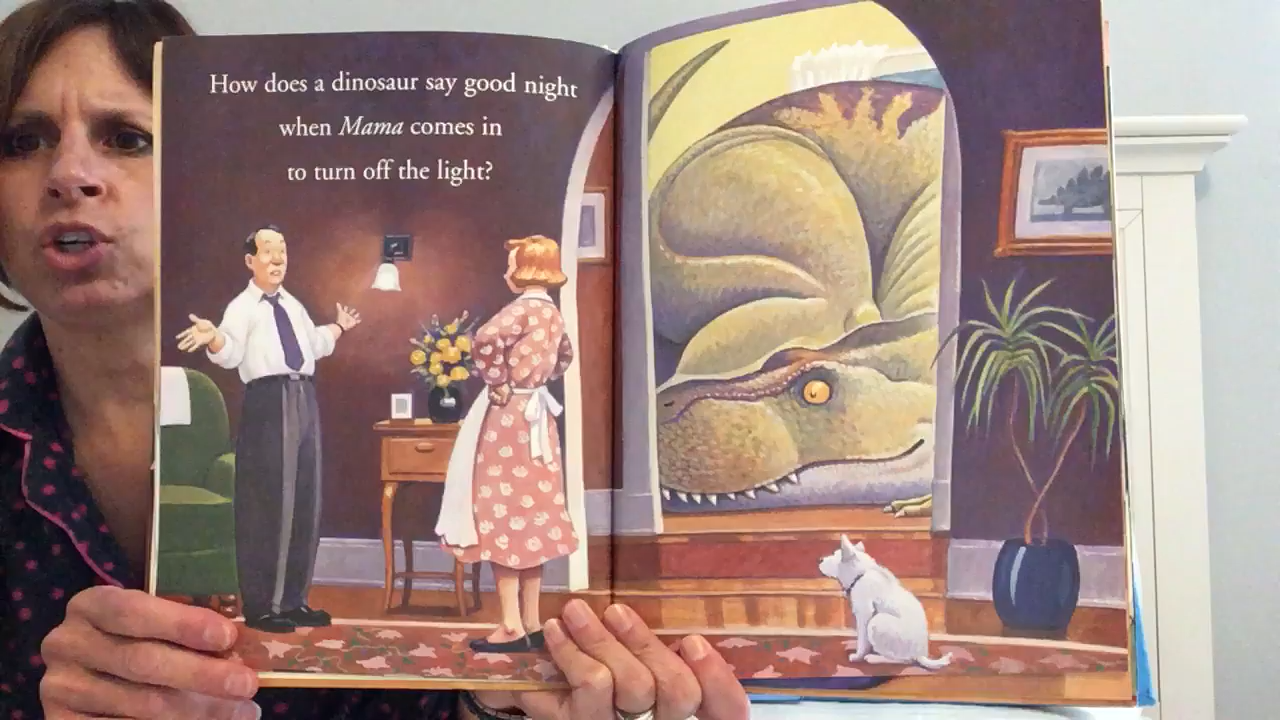 How does a dinosaur say good night
when Mama comes in
to turn off the light?